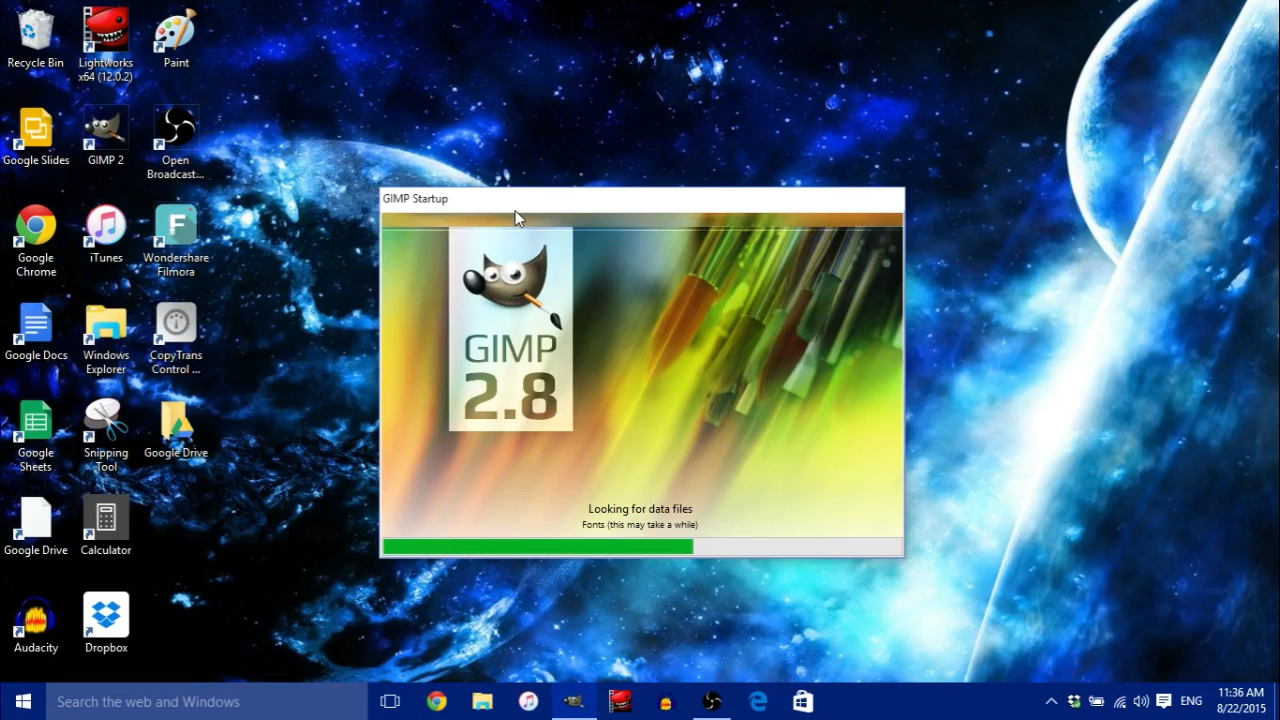 Recycle Bin
Lightworks
x64 (12.0.2)
Paint
Google Slides
GIMP 2
Open
Broadcast...
Google
Chrome
iTunes
Wondershare
Filmora
Google Docs
Windows
Explorer
CopyTrans
Control ...
Google
Sheets
Snipping
Tool
Google Drive
Google Drive
Calculator
Audacity
Dropbox
GIMP Startup
GIMP
2.8
Looking for data files
Fonts (this may take a while)
Search the web and Windows
ENG
11:36 AM
8/22/2015